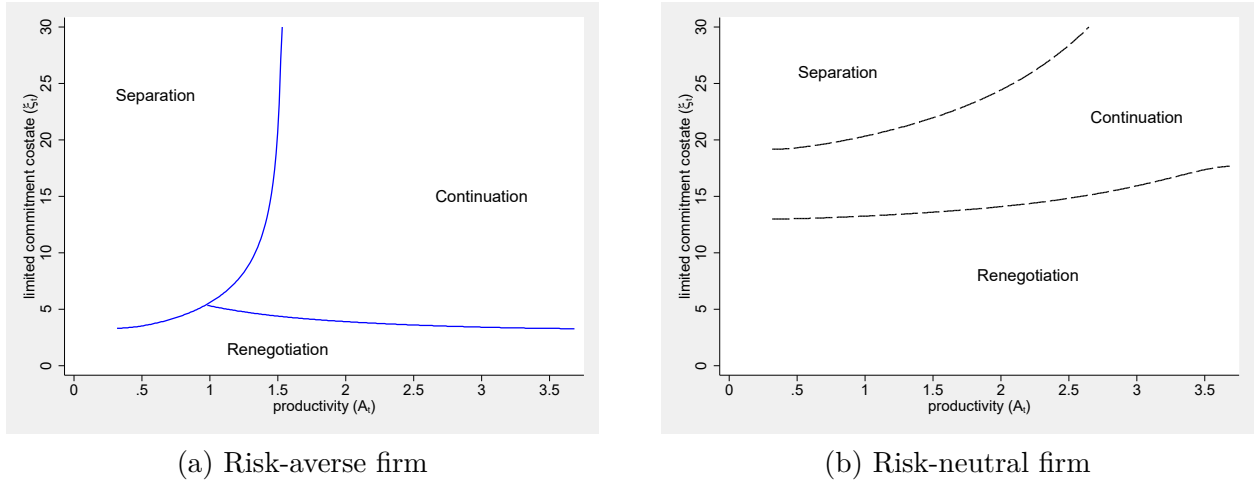 limited commitment costate (ξₜ)
30
25
20
15
10
5
0
Separation
Continuation
Renegotiation
0 .5 1 1.5 2 2.5 3 3.5
productivity (Aₜ)
(a) Risk-averse firm
limited commitment costate (ξₜ)
30
25
20
15
10
5
0
Separation
Continuation
Renegotiation
0 .5 1 1.5 2 2.5 3 3.5
productivity (Aₜ)
(b) Risk-neutral firm